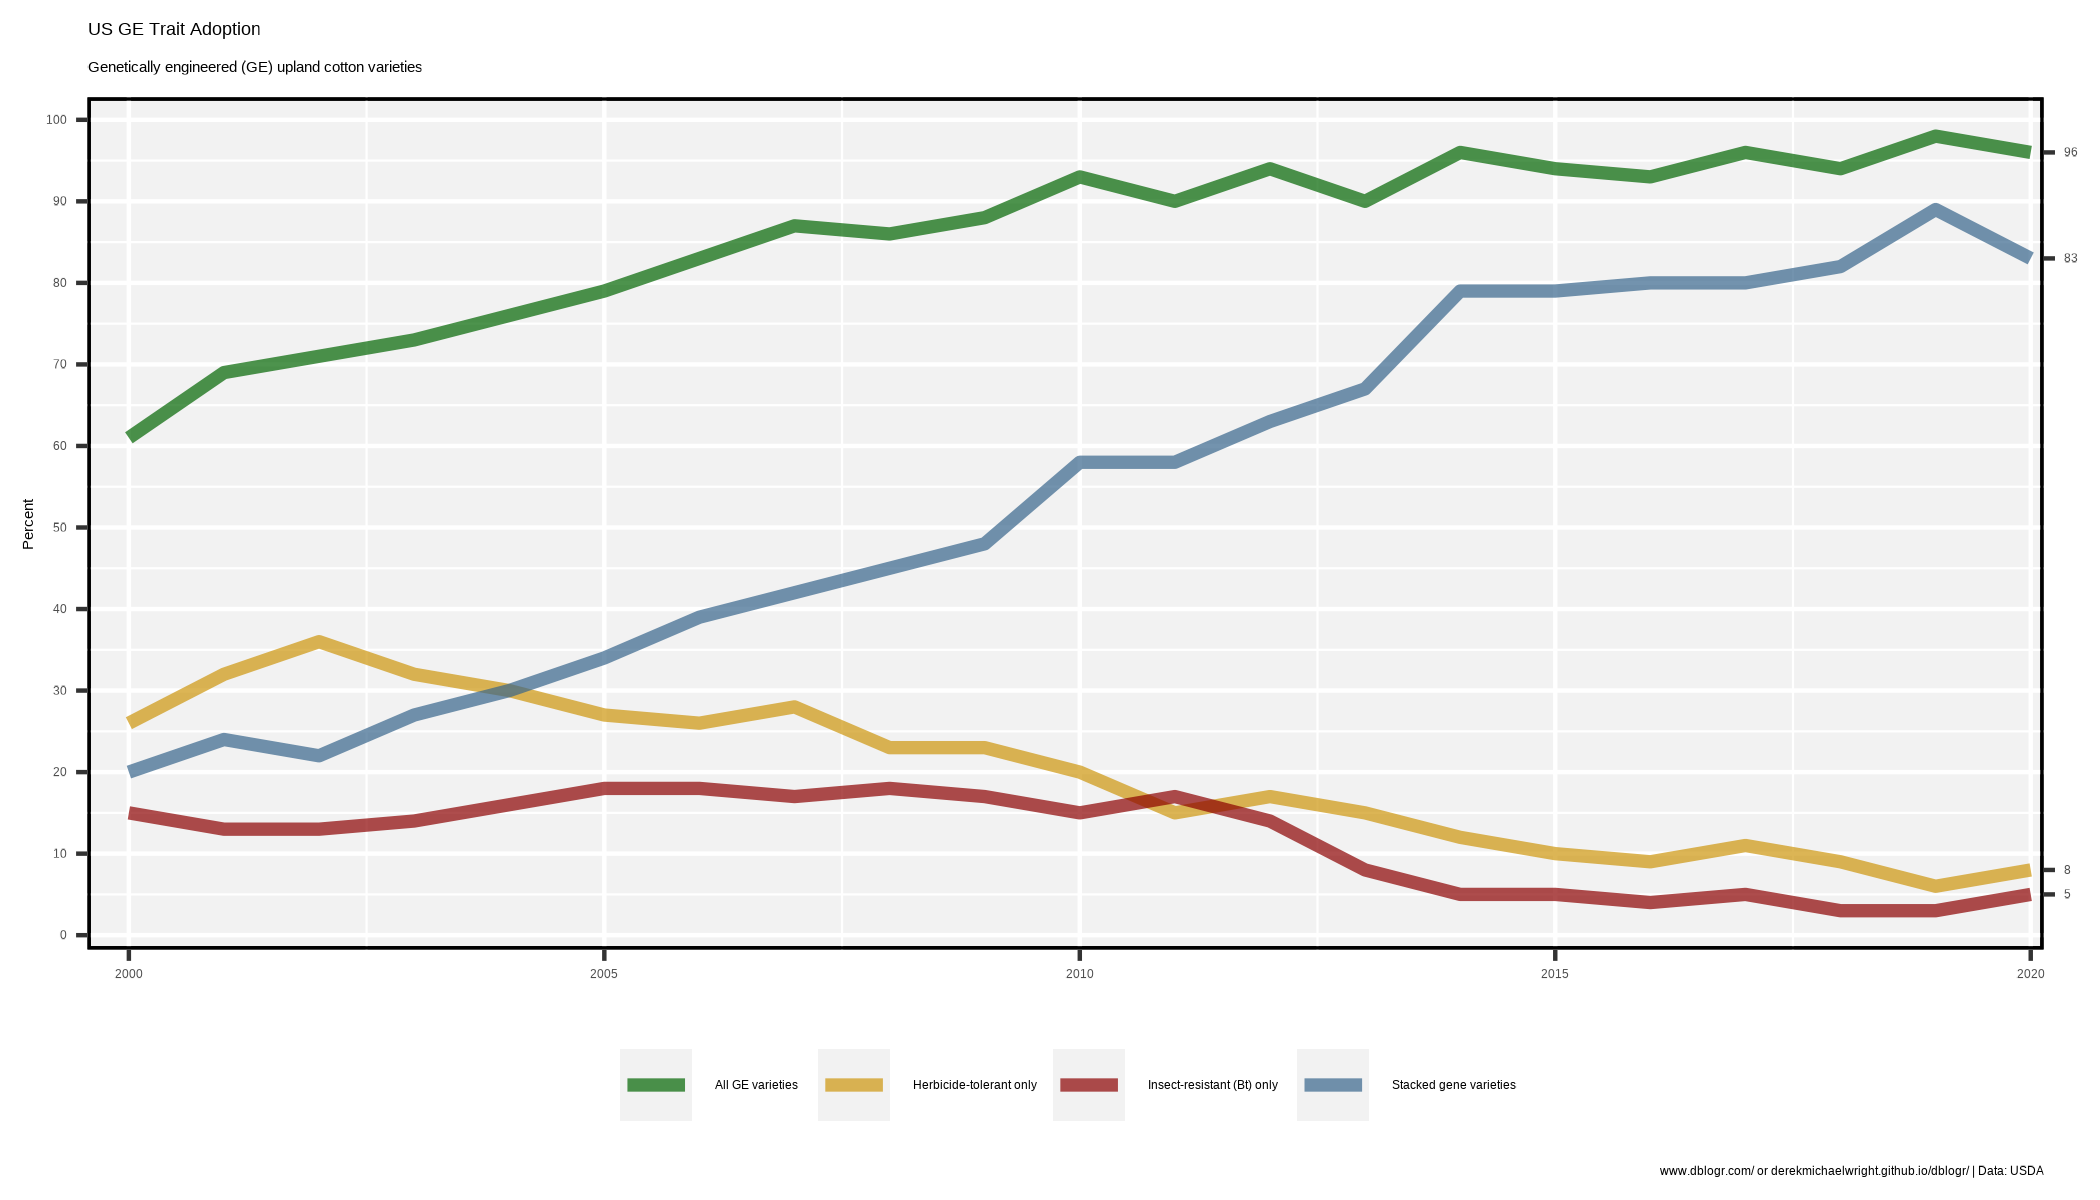 US GE Trait Adoption
Genetically engineered (GE) upland cotton varieties
Percent
100
90
80
70
60
50
40
30
20
10
0
96
83
8
5
2000 2005 2010 2015 2020
All GE varieties Herbicide-tolerant only Insect-resistant (Bt) only Stacked gene varieties
www.dblogr.com/ or derekmichaelwright.github.io/dblogr/ | Data: USDA